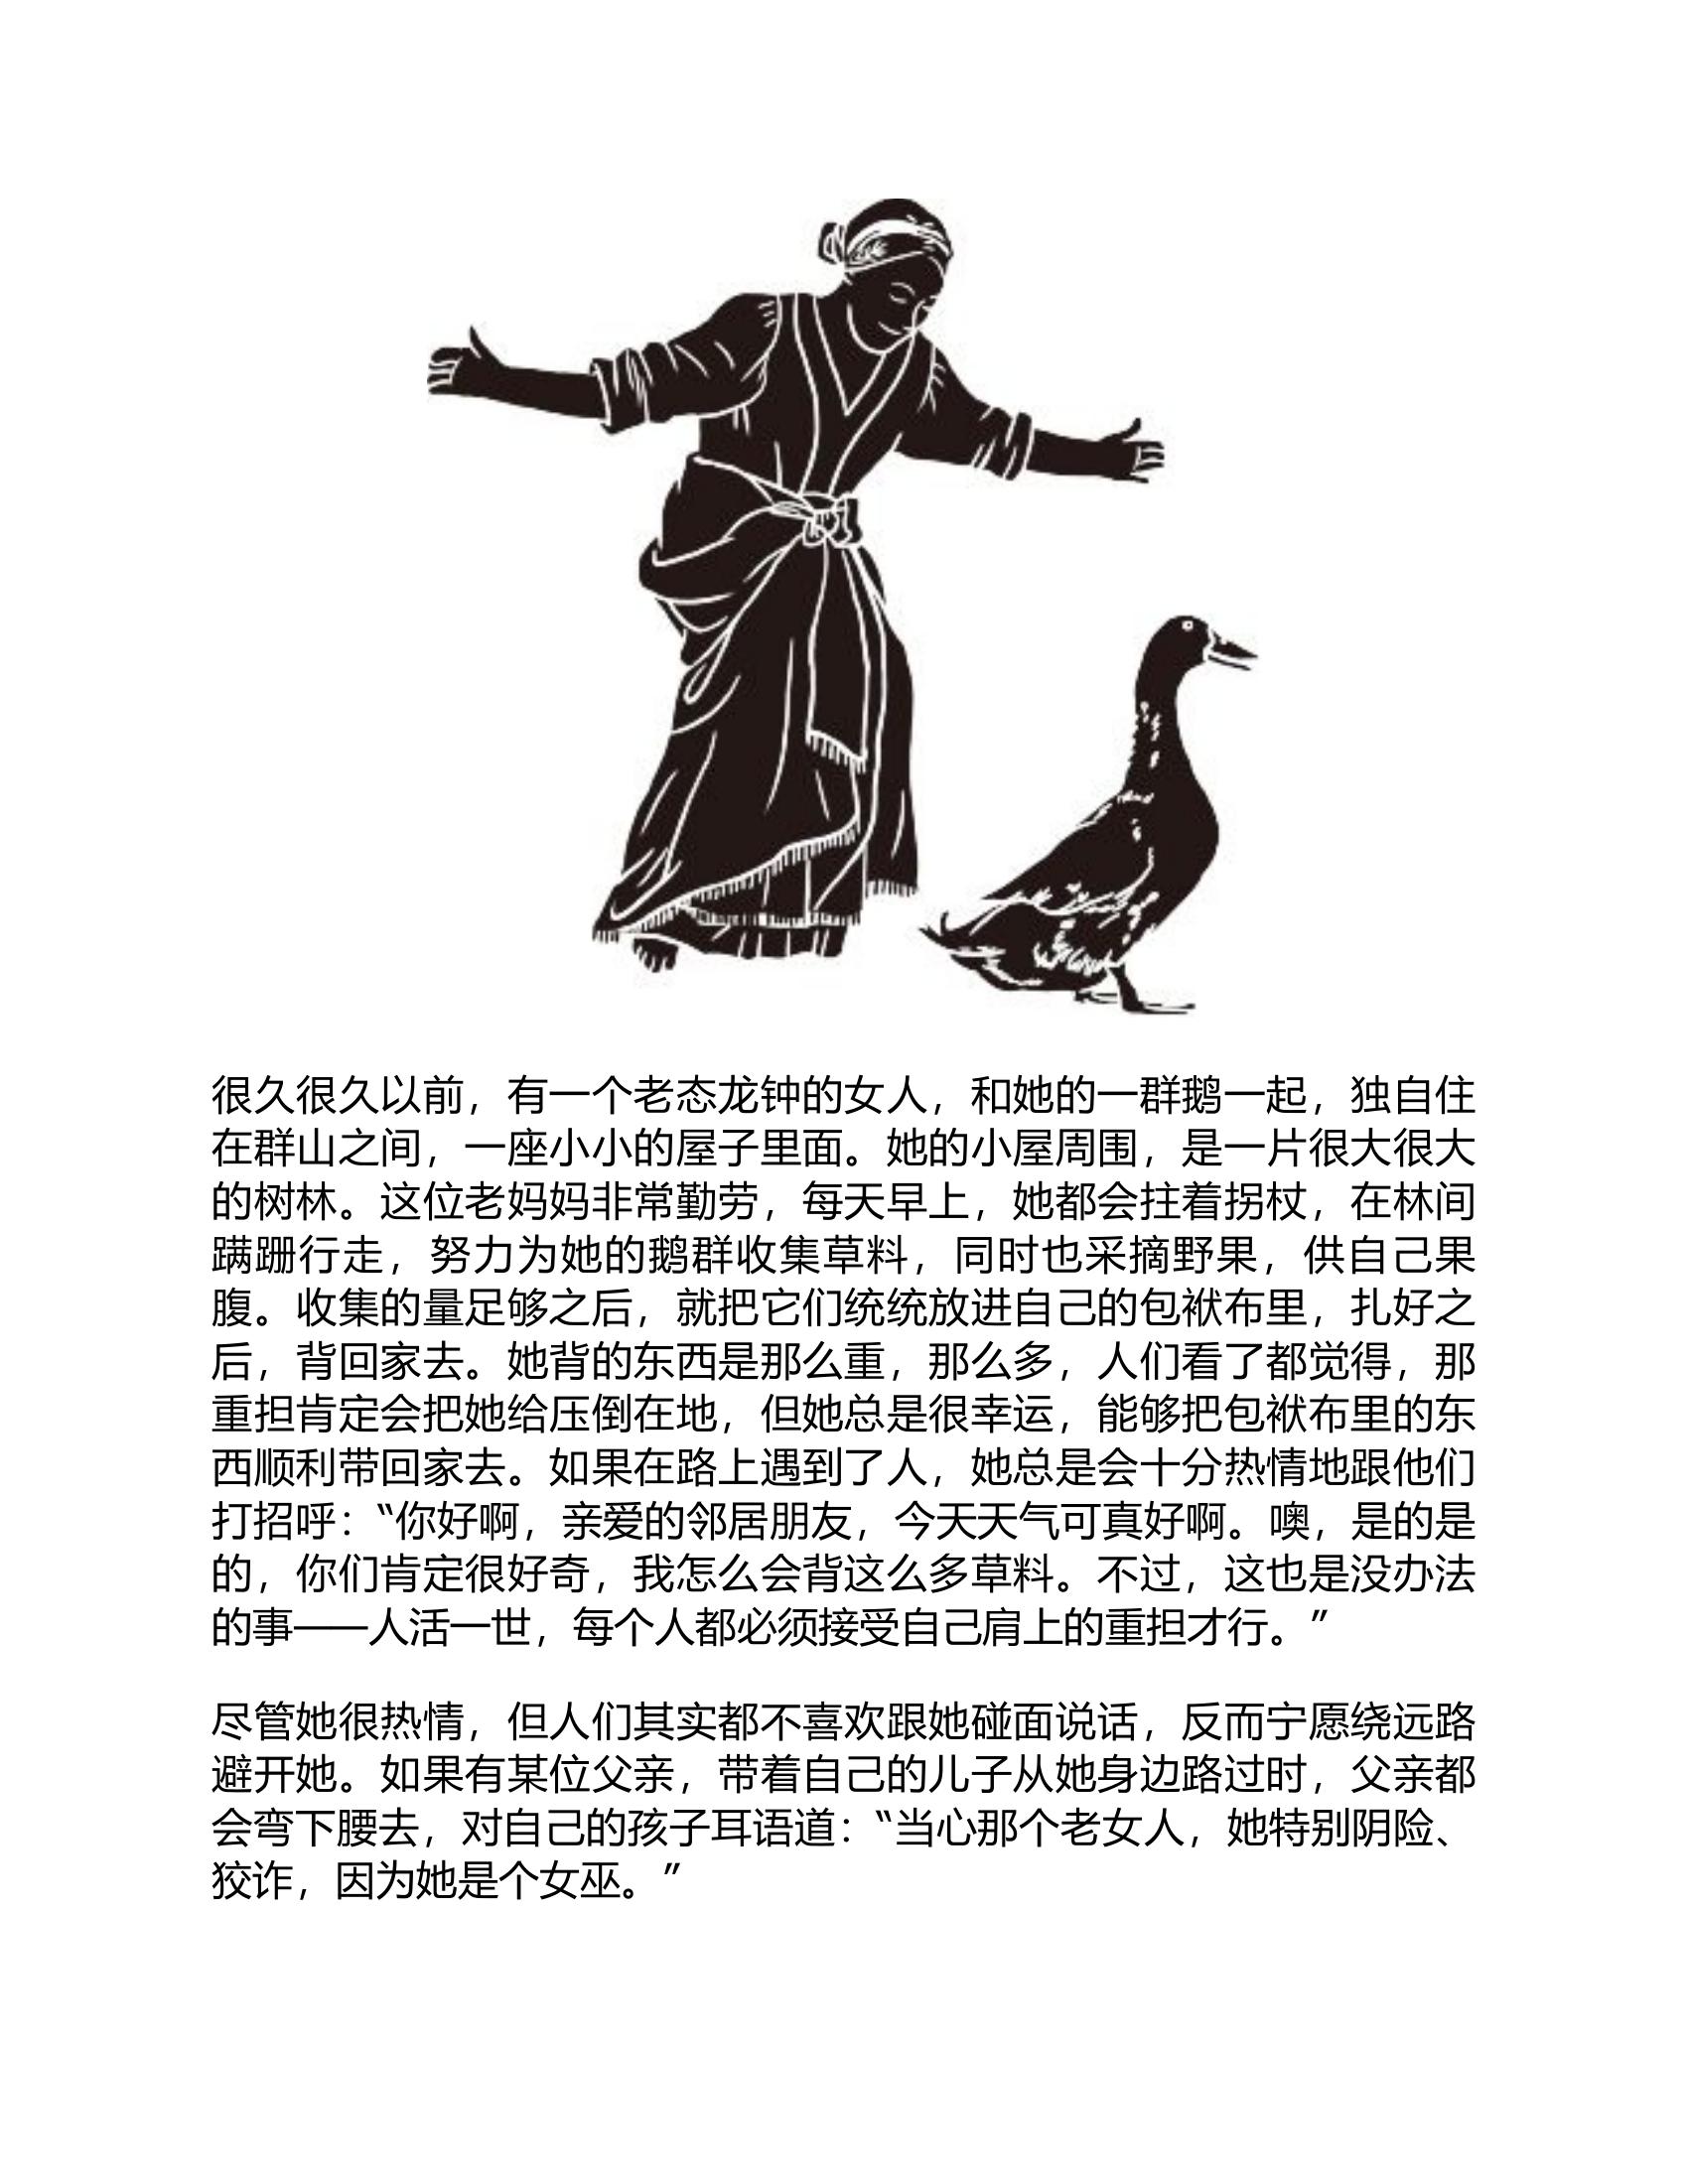 很久很久以前，有一个老态龙钟的女人，和她的一群鹅一起，独自住
在群山之间，一座小小的屋子里面。她的小屋周围，是一片很大很大
的树林。这位老妈妈非常勤劳，每天早上，她都会拄着拐杖，在林间
蹒跚行走，努力为她的鹅群收集草料，同时也采摘野果，供自己果
腹。收集的量足够之后，就把它们统统放进自己的包袱布里，扎好之
后，背回家去。她背的东西是那么重，那么多，人们看了都觉得，那
重担肯定会把她给压倒在地，但她总是很幸运，能够把包袱布里的东
西顺利带回家去。如果在路上遇到了人，她总是会十分热情地跟他们
打招呼：“你好啊，亲爱的邻居朋友，今天天气可真好啊。噢，是的是
的，你们肯定很好奇，我怎么会背这么多草料。不过，这也是没办法
的事——人活一世，每个人都必须接受自己肩上的重担才行。”
尽管她很热情，但人们其实都不喜欢跟她碰面说话，反而宁愿绕远路
避开她。如果有某位父亲，带着自己的儿子从她身边路过时，父亲都
会弯下腰去，对自己的孩子耳语道：“当心那个老女人，她特别阴险、
狡诈，因为她是个女巫。”